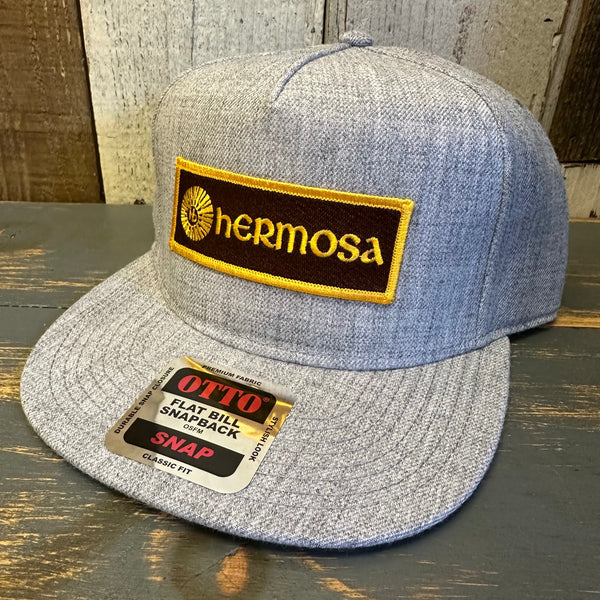 hERMOSA
PREMIUM FABRIC
DURABLE SNAP CLOSURE
OTTO®
FLAT BILL
SNAPBACK
OSFM
SNAP
STYLISH LOOK
CLASSIC FIT